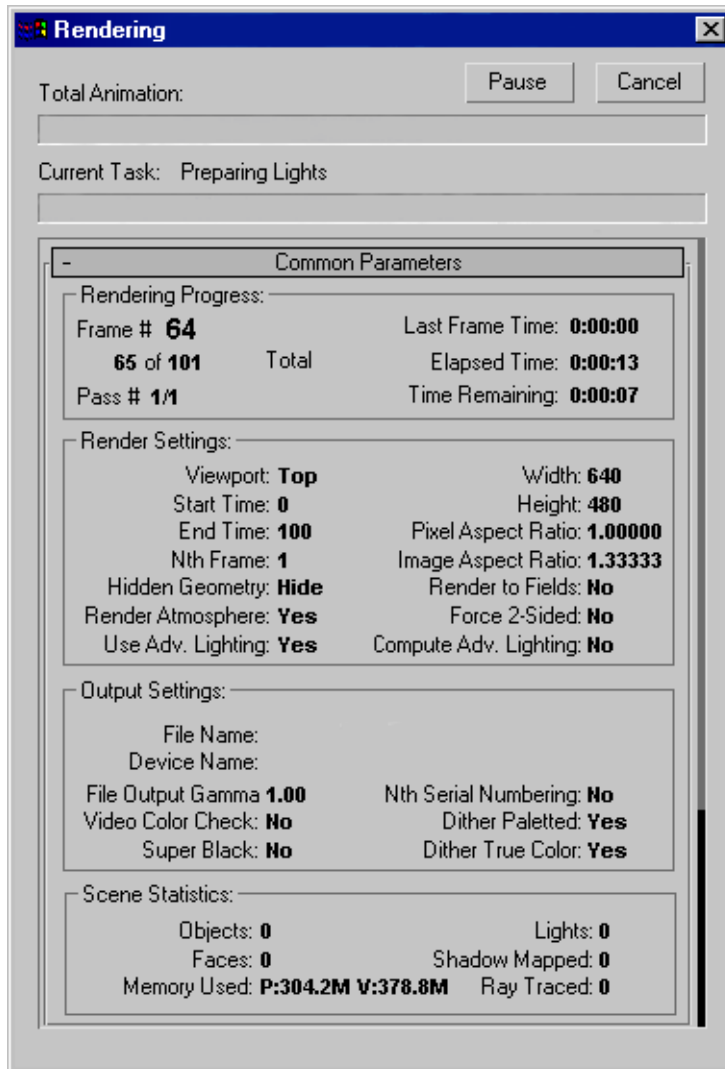 Rendering
Pause Cancel
Total Animation:
Current Task: Preparing Lights
- Common Parameters
Rendering Progress:
Frame # 64 Last Frame Time: 0:00:00
65 of 101 Total Elapsed Time: 0:00:13
Pass # 1/1 Time Remaining: 0:00:07
Render Settings:
Viewport: Top Width: 640
Start Time: 0 Height: 480
End Time: 100 Pixel Aspect Ratio: 1.00000
Nth Frame: 1 Image Aspect Ratio: 1.33333
Hidden Geometry: Hide Render to Fields: No
Render Atmosphere: Yes Force 2-Sided: No
Use Adv. Lighting: Yes Compute Adv. Lighting: No
Output Settings:
File Name:
Device Name:
File Output Gamma 1.00 Nth Serial Numbering: No
Video Color Check: No Dither Paletted: Yes
Super Black: No Dither True Color: Yes
Scene Statistics:
Objects: 0 Lights: 0
Faces: 0 Shadow Mapped: 0
Memory Used: P:304.2M V:378.8M Ray Traced: 0